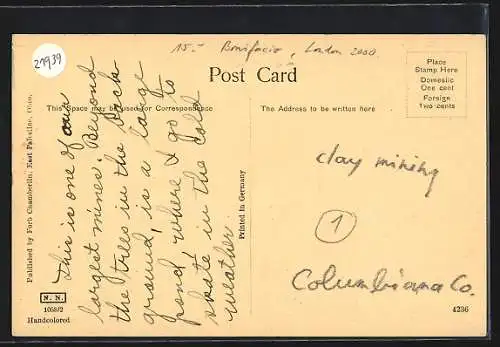 21939
15.- Bonifacio, London 2000
Post Card
Place
Stamp Here
Domestic
One cent
Foreign
Two cents
This Space may be used for Correspondence
The Address to be written here
This is one of our
largest mines. Beyond
the trees in the back
ground, is a large
pond where I go to
skate in the cold
weather.
Published by Ford Chamberlin, East Palestine, Ohio.
Printed in Germany
clay mining
1
Columbiana Co.
N. N.
1058/2
Handcolored
4236